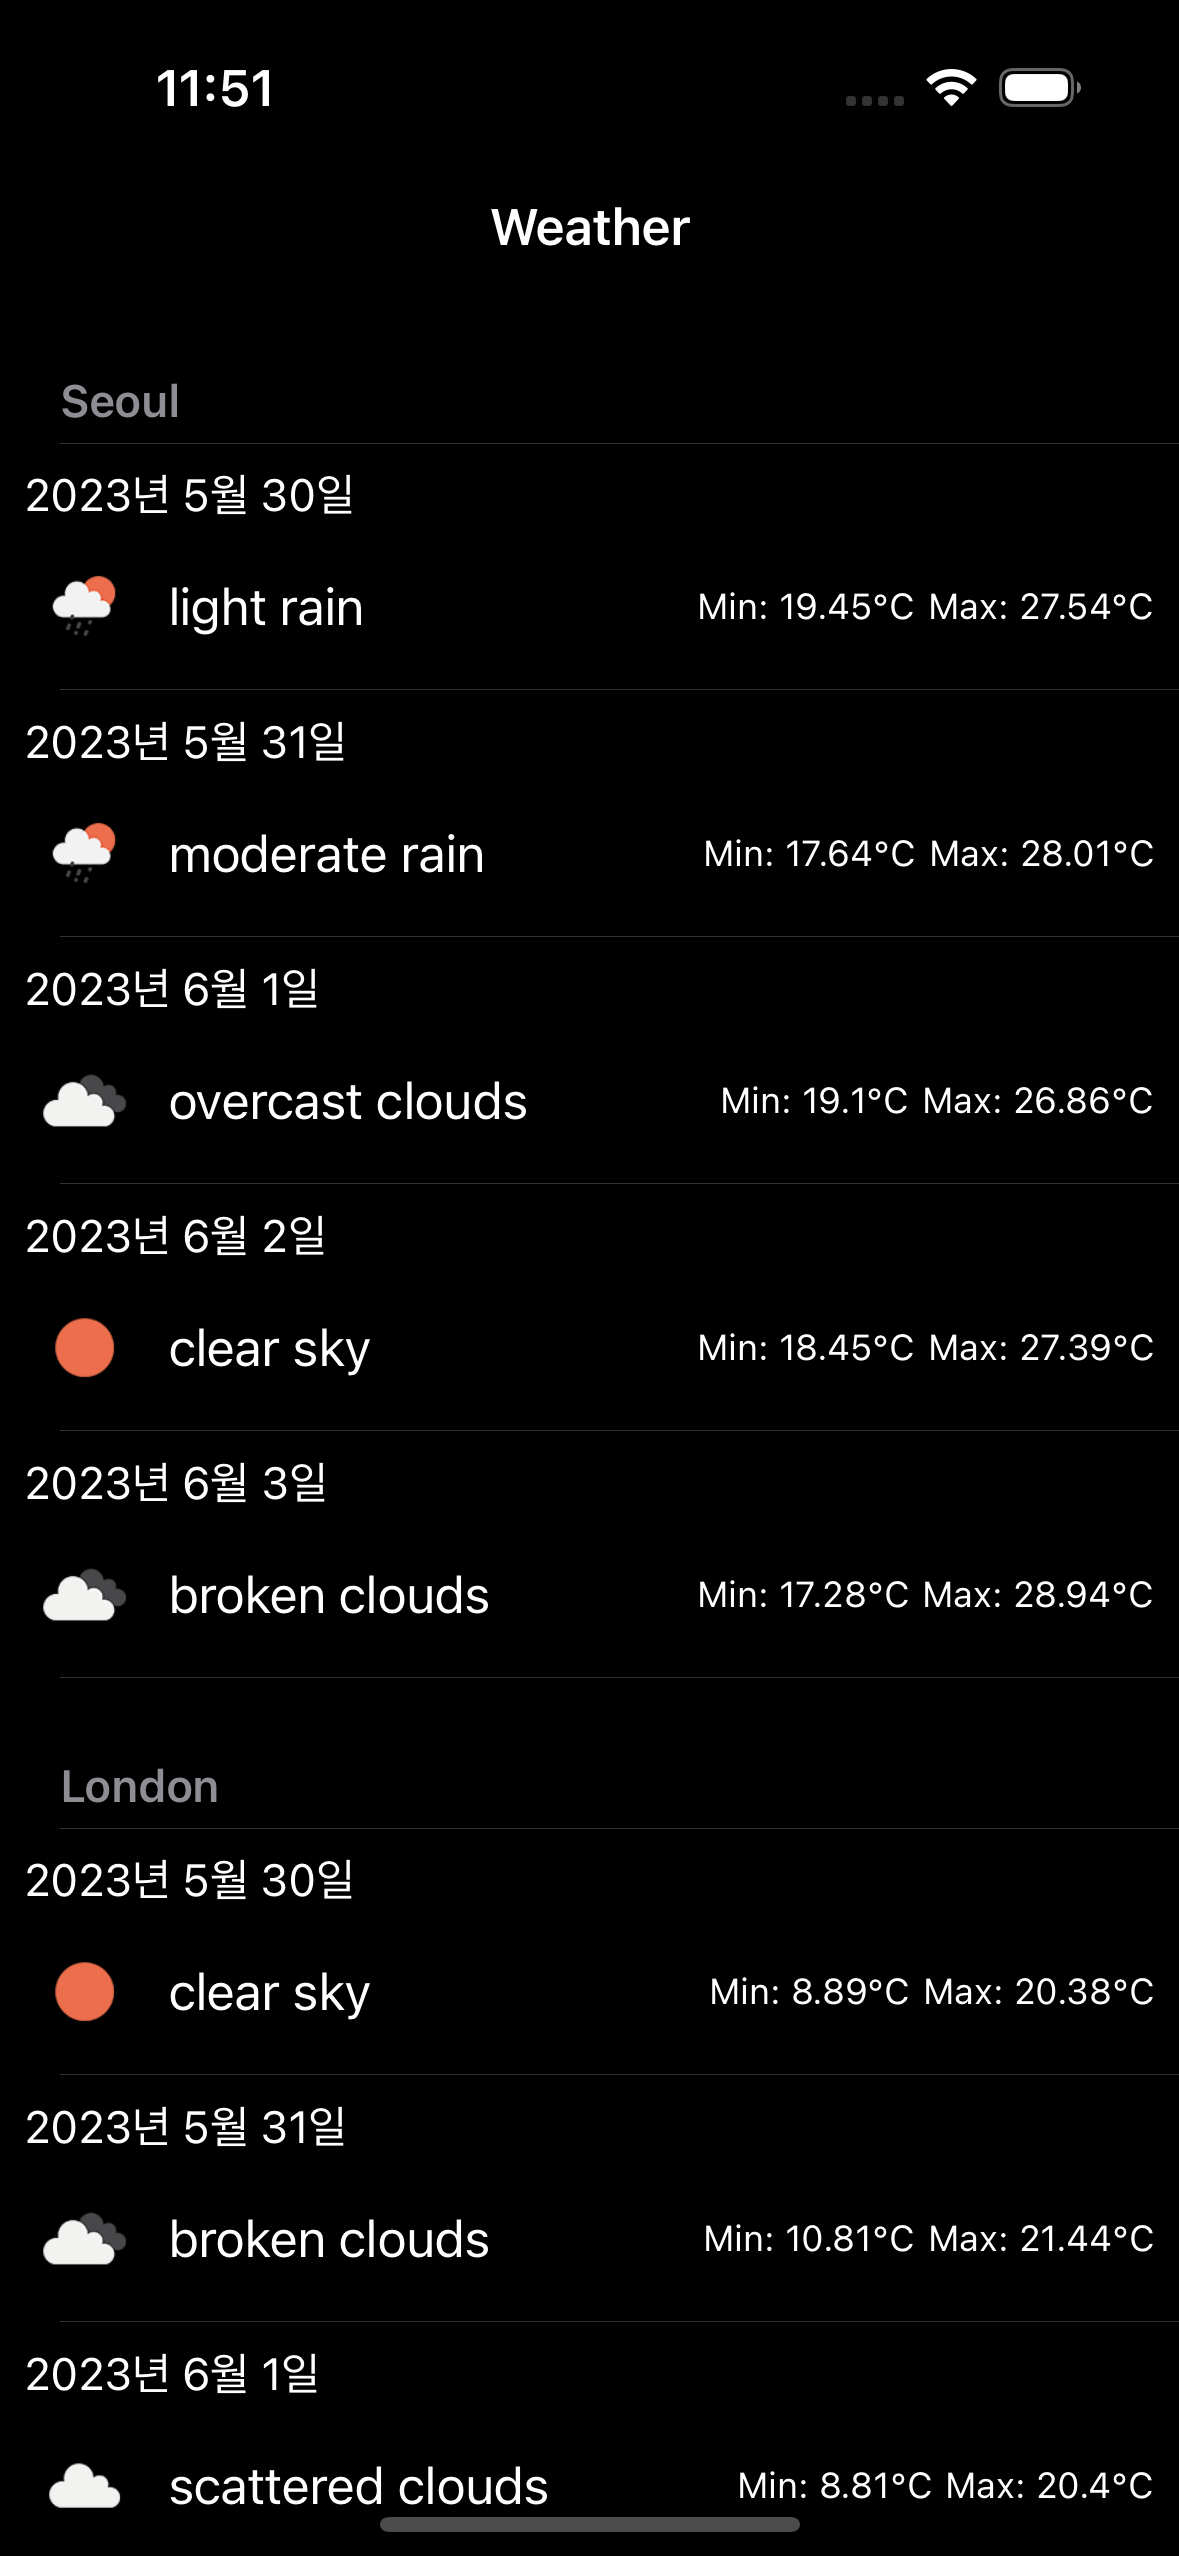 11:51
Weather
Seoul
2023년 5월 30일
light rain Min: 19.45°C Max: 27.54°C
2023년 5월 31일
moderate rain Min: 17.64°C Max: 28.01°C
2023년 6월 1일
overcast clouds Min: 19.1°C Max: 26.86°C
2023년 6월 2일
clear sky Min: 18.45°C Max: 27.39°C
2023년 6월 3일
broken clouds Min: 17.28°C Max: 28.94°C
London
2023년 5월 30일
clear sky Min: 8.89°C Max: 20.38°C
2023년 5월 31일
broken clouds Min: 10.81°C Max: 21.44°C
2023년 6월 1일
scattered clouds Min: 8.81°C Max: 20.4°C